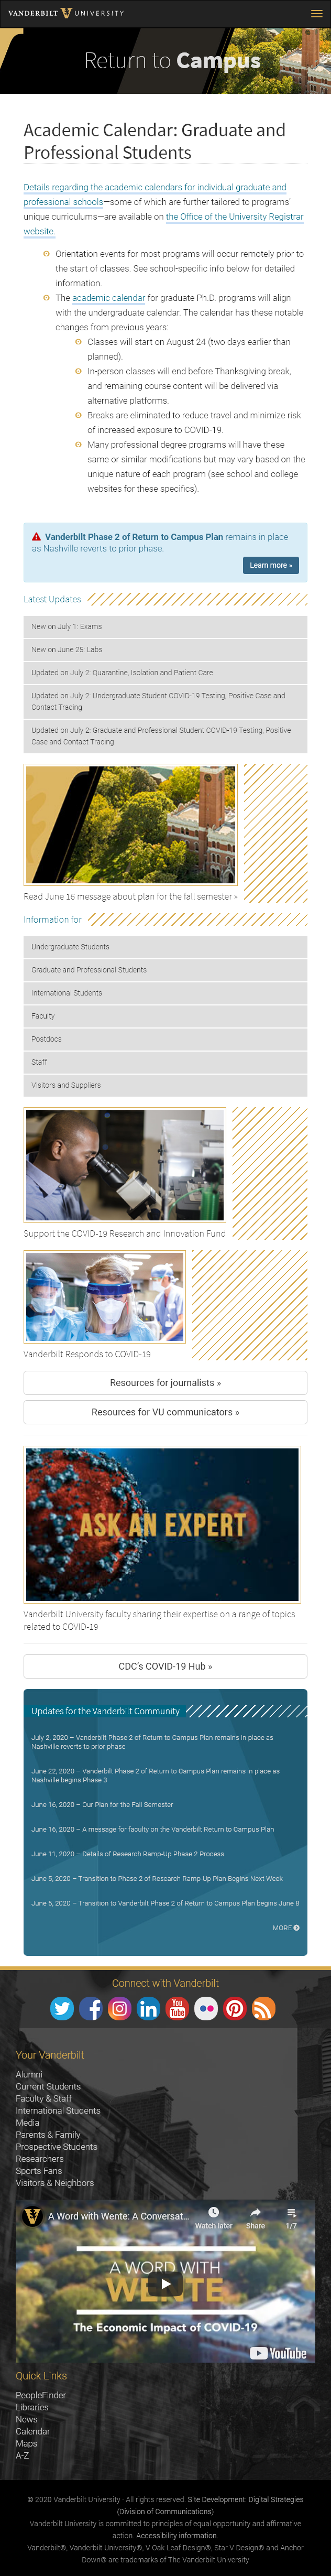 VANDERBILT UNIVERSITY
Return to Campus
Academic Calendar: Graduate and
Professional Students
Details regarding the academic calendars for individual graduate and
professional schools—some of which are further tailored to programs'
unique curriculums—are available on the Office of the University Registrar
website.
Orientation events for most programs will occur remotely prior to
the start of classes. See school-specific info below for detailed
information.
The academic calendar for graduate Ph.D. programs will align
with the undergraduate calendar. The calendar has these notable
changes from previous years:
Classes will start on August 24 (two days earlier than
planned).
In-person classes will end before Thanksgiving break,
and remaining course content will be delivered via
alternative platforms.
Breaks are eliminated to reduce travel and minimize risk
of increased exposure to COVID-19.
Many professional degree programs will have these
same or similar modifications but may vary based on the
unique nature of each program (see school and college
websites for these specifics).
Vanderbilt Phase 2 of Return to Campus Plan remains in place
as Nashville reverts to prior phase.
Learn more »
Latest Updates
New on July 1: Exams
New on June 25: Labs
Updated on July 2: Quarantine, Isolation and Patient Care
Updated on July 2: Undergraduate Student COVID-19 Testing, Positive Case and
Contact Tracing
Updated on July 2: Graduate and Professional Student COVID-19 Testing, Positive
Case and Contact Tracing
Read June 16 message about plan for the fall semester »
Information for
Undergraduate Students
Graduate and Professional Students
International Students
Faculty
Postdocs
Staff
Visitors and Suppliers
Support the COVID-19 Research and Innovation Fund
Vanderbilt Responds to COVID-19
Resources for journalists »
Resources for VU communicators »
ASK AN EXPERT
Vanderbilt University faculty sharing their expertise on a range of topics
related to COVID-19
CDC's COVID-19 Hub »
Updates for the Vanderbilt Community
July 2, 2020 – Vanderbilt Phase 2 of Return to Campus Plan remains in place as
Nashville reverts to prior phase
June 22, 2020 – Vanderbilt Phase 2 of Return to Campus Plan remains in place as
Nashville begins Phase 3
June 16, 2020 – Our Plan for the Fall Semester
June 16, 2020 – A message for faculty on the Vanderbilt Return to Campus Plan
June 11, 2020 – Details of Research Ramp-Up Phase 2 Process
June 5, 2020 – Transition to Phase 2 of Research Ramp-Up Plan Begins Next Week
June 5, 2020 – Transition to Vanderbilt Phase 2 of Return to Campus Plan begins June 8
MORE
Connect with Vanderbilt
You Tube
Your Vanderbilt
Alumni
Current Students
Faculty & Staff
International Students
Media
Parents & Family
Prospective Students
Researchers
Sports Fans
Visitors & Neighbors
A Word with Wente: A Conversat...
Watch later
Share
1/7
A WORD WITH
WENTE
The Economic Impact of COVID-19
YouTube
Quick Links
PeopleFinder
Libraries
News
Calendar
Maps
A-Z
© 2020 Vanderbilt University · All rights reserved. Site Development: Digital Strategies
(Division of Communications)
Vanderbilt University is committed to principles of equal opportunity and affirmative
action. Accessibility information.
Vanderbilt®, Vanderbilt University®, V Oak Leaf Design®, Star V Design® and Anchor
Down® are trademarks of The Vanderbilt University